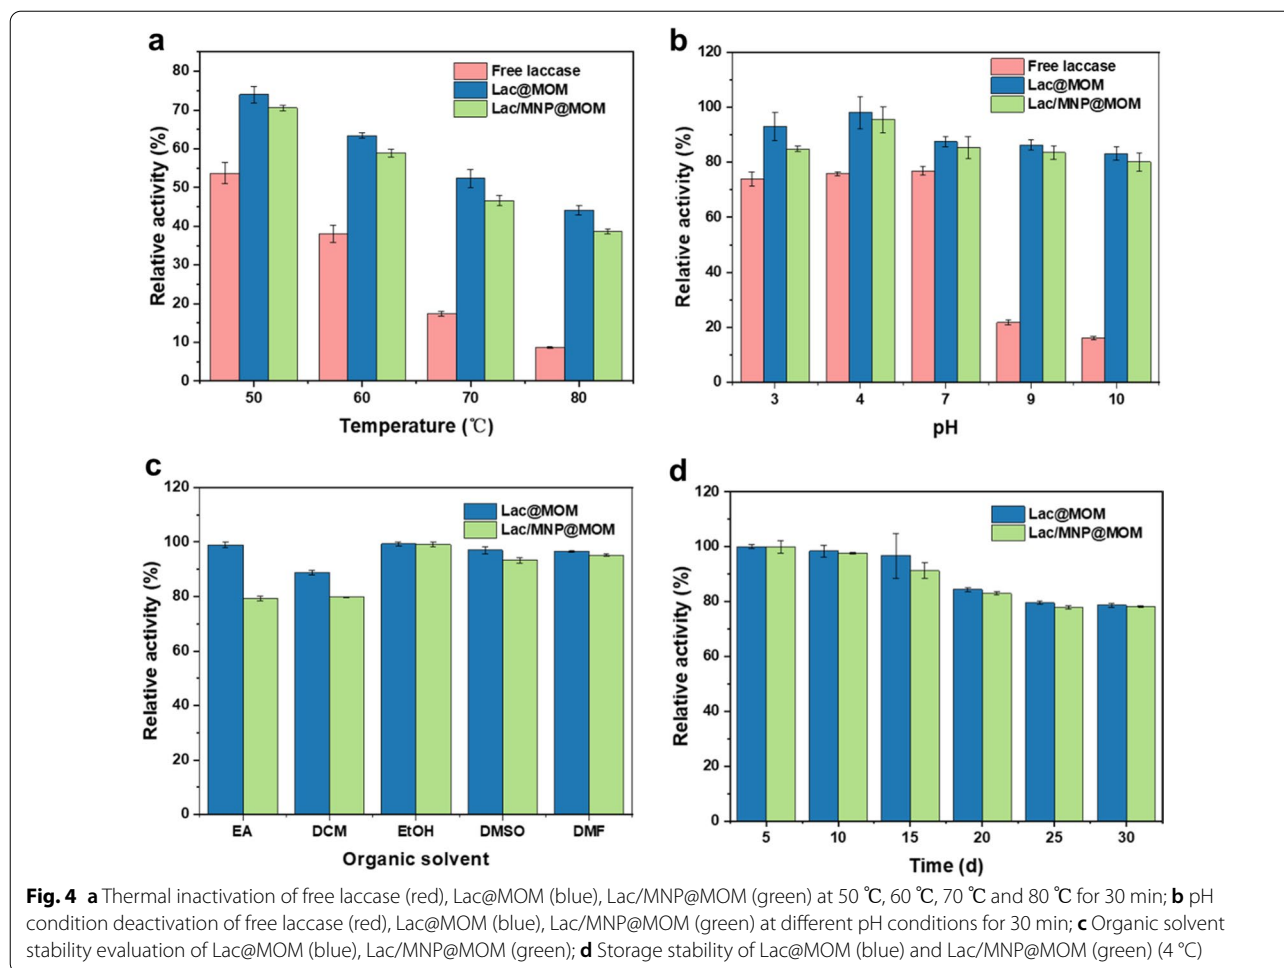 a
Free laccase
Lac@MOM
Lac/MNP@MOM
Relative activity (%)
80
70
60
50
40
30
20
10
0
50 60 70 80
Temperature (℃)
b
Free laccase
Lac@MOM
Lac/MNP@MOM
Relative activity (%)
120
100
80
60
40
20
0
3 4 7 9 10
pH
c
Lac@MOM
Lac/MNP@MOM
Relative activity (%)
120
100
80
60
40
20
0
EA DCM EtOH DMSO DMF
Organic solvent
d
Lac@MOM
Lac/MNP@MOM
Relative activity (%)
120
100
80
60
40
20
0
5 10 15 20 25 30
Time (d)
Fig. 4 a Thermal inactivation of free laccase (red), Lac@MOM (blue), Lac/MNP@MOM (green) at 50 ℃, 60 ℃, 70 ℃ and 80 ℃ for 30 min; b pH
condition deactivation of free laccase (red), Lac@MOM (blue), Lac/MNP@MOM (green) at different pH conditions for 30 min; c Organic solvent
stability evaluation of Lac@MOM (blue), Lac/MNP@MOM (green); d Storage stability of Lac@MOM (blue) and Lac/MNP@MOM (green) (4 °C)